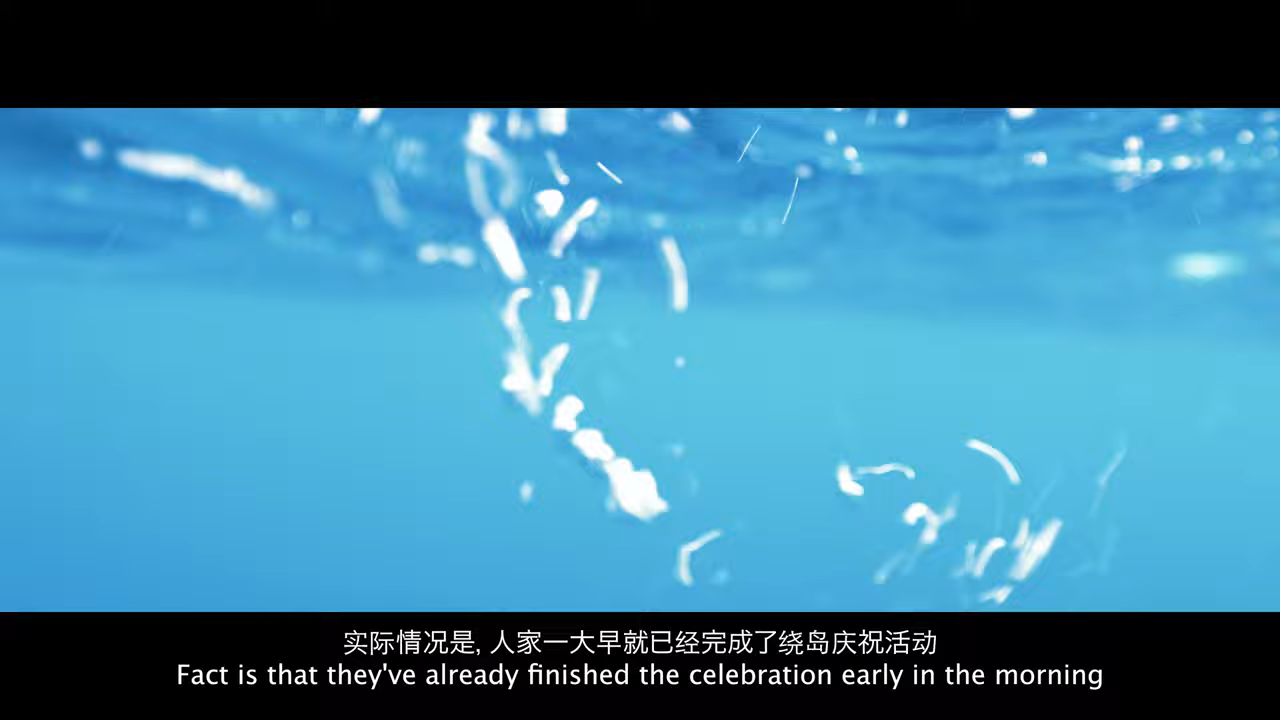 实际情况是, 人家一大早就已经完成了绕岛庆祝活动
Fact is that they've already finished the celebration early in the morning